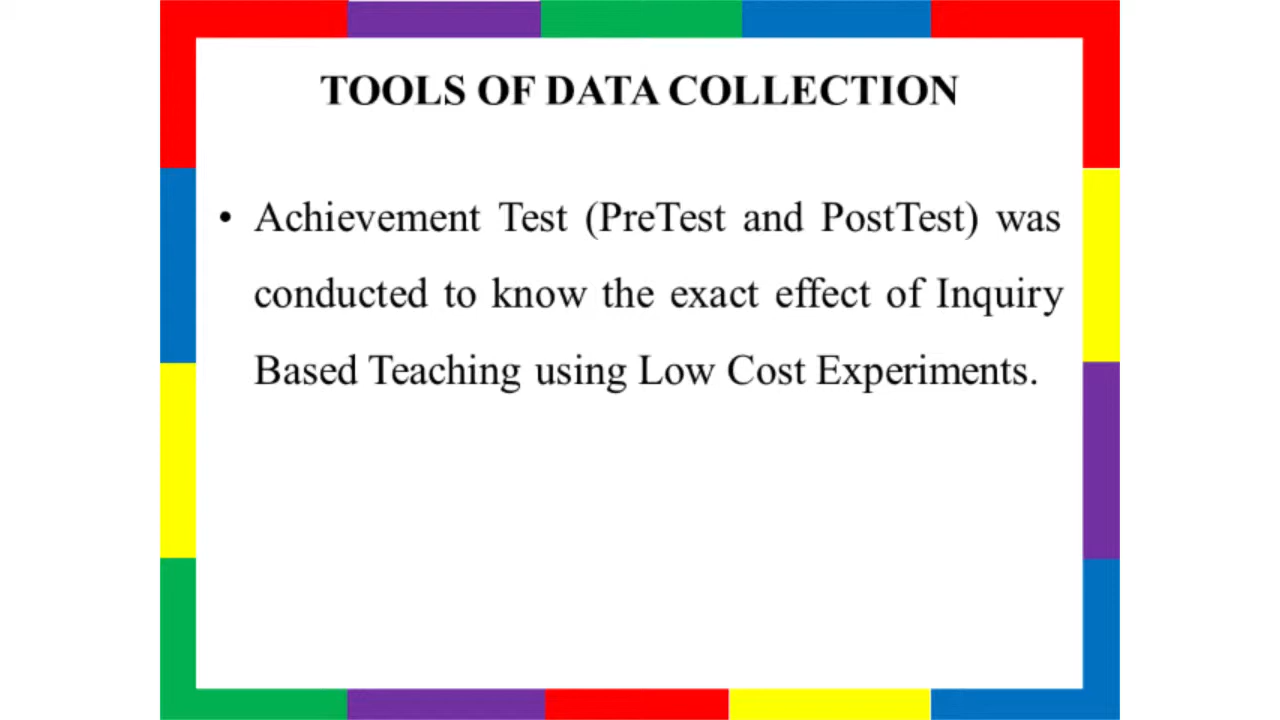 TOOLS OF DATA COLLECTION
• Achievement Test (PreTest and PostTest) was
conducted to know the exact effect of Inquiry
Based Teaching using Low Cost Experiments.